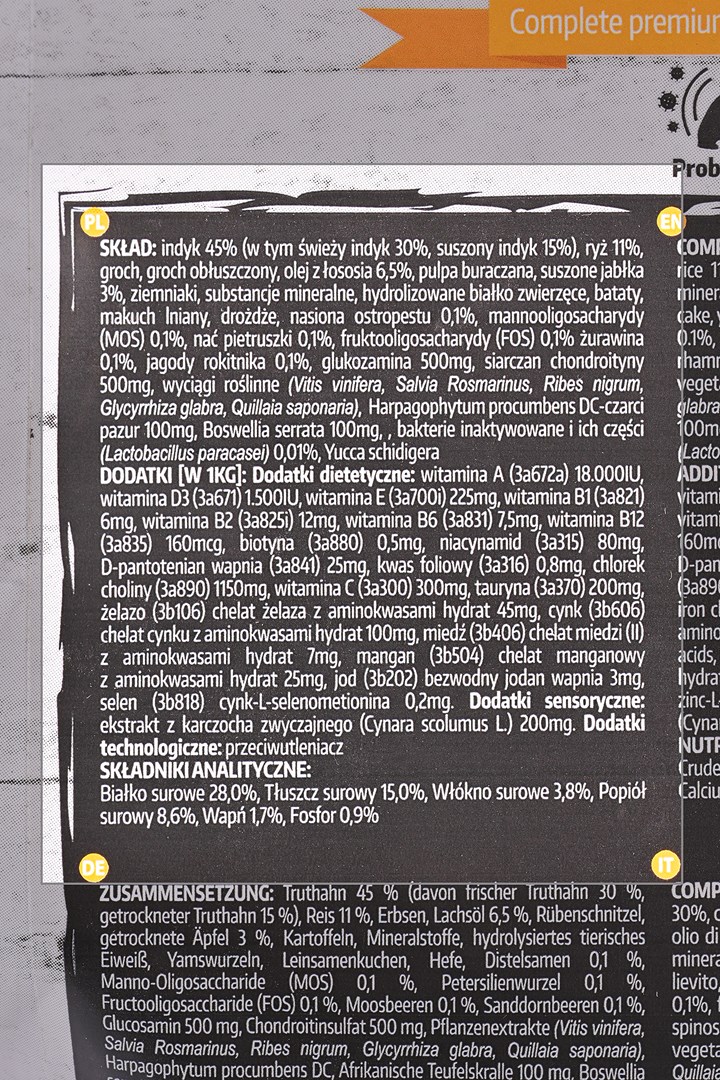 Complete premium
Prob
PL
EN
SKŁAD: indyk 45% (w tym świeży indyk 30%, suszony indyk 15%), ryż 11%,
groch, groch obłuszczony, olej z łososia 6,5%, pulpa buraczana, suszone jabłka
3%, ziemniaki, substancje mineralne, hydrolizowane białko zwierzęce, bataty,
makuch lniany, drożdże, nasiona ostropestu 0,1%, mannooligosacharydy
(MOS) 0,1%, nać pietruszki 0,1%, fruktooligosacharydy (FOS) 0,1% żurawina
0,1%, jagody rokitnika 0,1%, glukozamina 500mg, siarczan chondroityny
500mg, wyciągi roślinne (Vitis vinifera, Salvia Rosmarinus, Ribes nigrum,
Glycyrrhiza glabra, Quillaia saponaria), Harpagophytum procumbens DC-czarci
pazur 100mg, Boswellia serrata 100mg, , bakterie inaktywowane i ich części
(Lactobacillus paracasei) 0,01%, Yucca schidigera
DODATKI [W 1KG]: Dodatki dietetyczne: witamina A (3a672a) 18.000IU,
witamina D3 (3a671) 1.500IU, witamina E (3a700i) 225mg, witamina B1 (3a821)
6mg, witamina B2 (3a825i) 12mg, witamina B6 (3a831) 7,5mg, witamina B12
(3a835) 160mcg, biotyna (3a880) 0,5mg, niacynamid (3a315) 80mg,
D-pantotenian wapnia (3a841) 25mg, kwas foliowy (3a316) 0,8mg, chlorek
choliny (3a890) 1150mg, witamina C (3a300) 300mg, tauryna (3a370) 200mg,
żelazo (3b106) chelat żelaza z aminokwasami hydrat 45mg, cynk (3b606)
chelat cynku z aminokwasami hydrat 100mg, miedź (3b406) chelat miedzi (II)
z aminokwasami hydrat 7mg, mangan (3b504) chelat manganowy
z aminokwasami hydrat 25mg, jod (3b202) bezwodny jodan wapnia 3mg,
selen (3b818) cynk-L-selenometionina 0,2mg. Dodatki sensoryczne:
ekstrakt z karczocha zwyczajnego (Cynara scolumus L.) 200mg. Dodatki
technologiczne: przeciwutleniacz
SKŁADNIKI ANALITYCZNE:
Białko surowe 28,0%, Tłuszcz surowy 15,0%, Włókno surowe 3,8%, Popiół
surowy 8,6%, Wapń 1,7%, Fosfor 0,9%
DE
IT
ZUSAMMENSETZUNG: Truthahn 45 % (davon frischer Truthahn 30 %,
getrockneter Truthahn 15 %), Reis 11 %, Erbsen, Lachsöl 6,5 %, Rübenschnitzel,
getrocknete Äpfel 3 %, Kartoffeln, Mineralstoffe, hydrolysiertes tierisches
Eiweiß, Yamswurzeln, Leinsamenkuchen, Hefe, Distelsamen 0,1 %,
Manno-Oligosaccharide (MOS) 0,1 %, Petersilienwurzel 0,1 %,
Fructooligosaccharide (FOS) 0,1 %, Moosbeeren 0,1 %, Sanddornbeeren 0,1 %,
Glucosamin 500 mg, Chondroitinsulfat 500 mg, Pflanzenextrakte (Vitis vinifera,
Salvia Rosmarinus, Ribes nigrum, Glycyrrhiza glabra, Quillaia saponaria),
Harpagophytum procumbens DC, Afrikanische Teufelskralle 100 mg, Boswellia